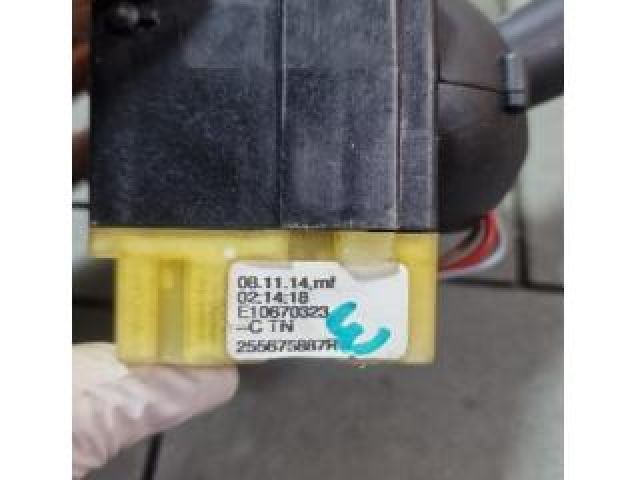 08.11.14,mf
02:14:18
E10670323
-C TN
255675887R